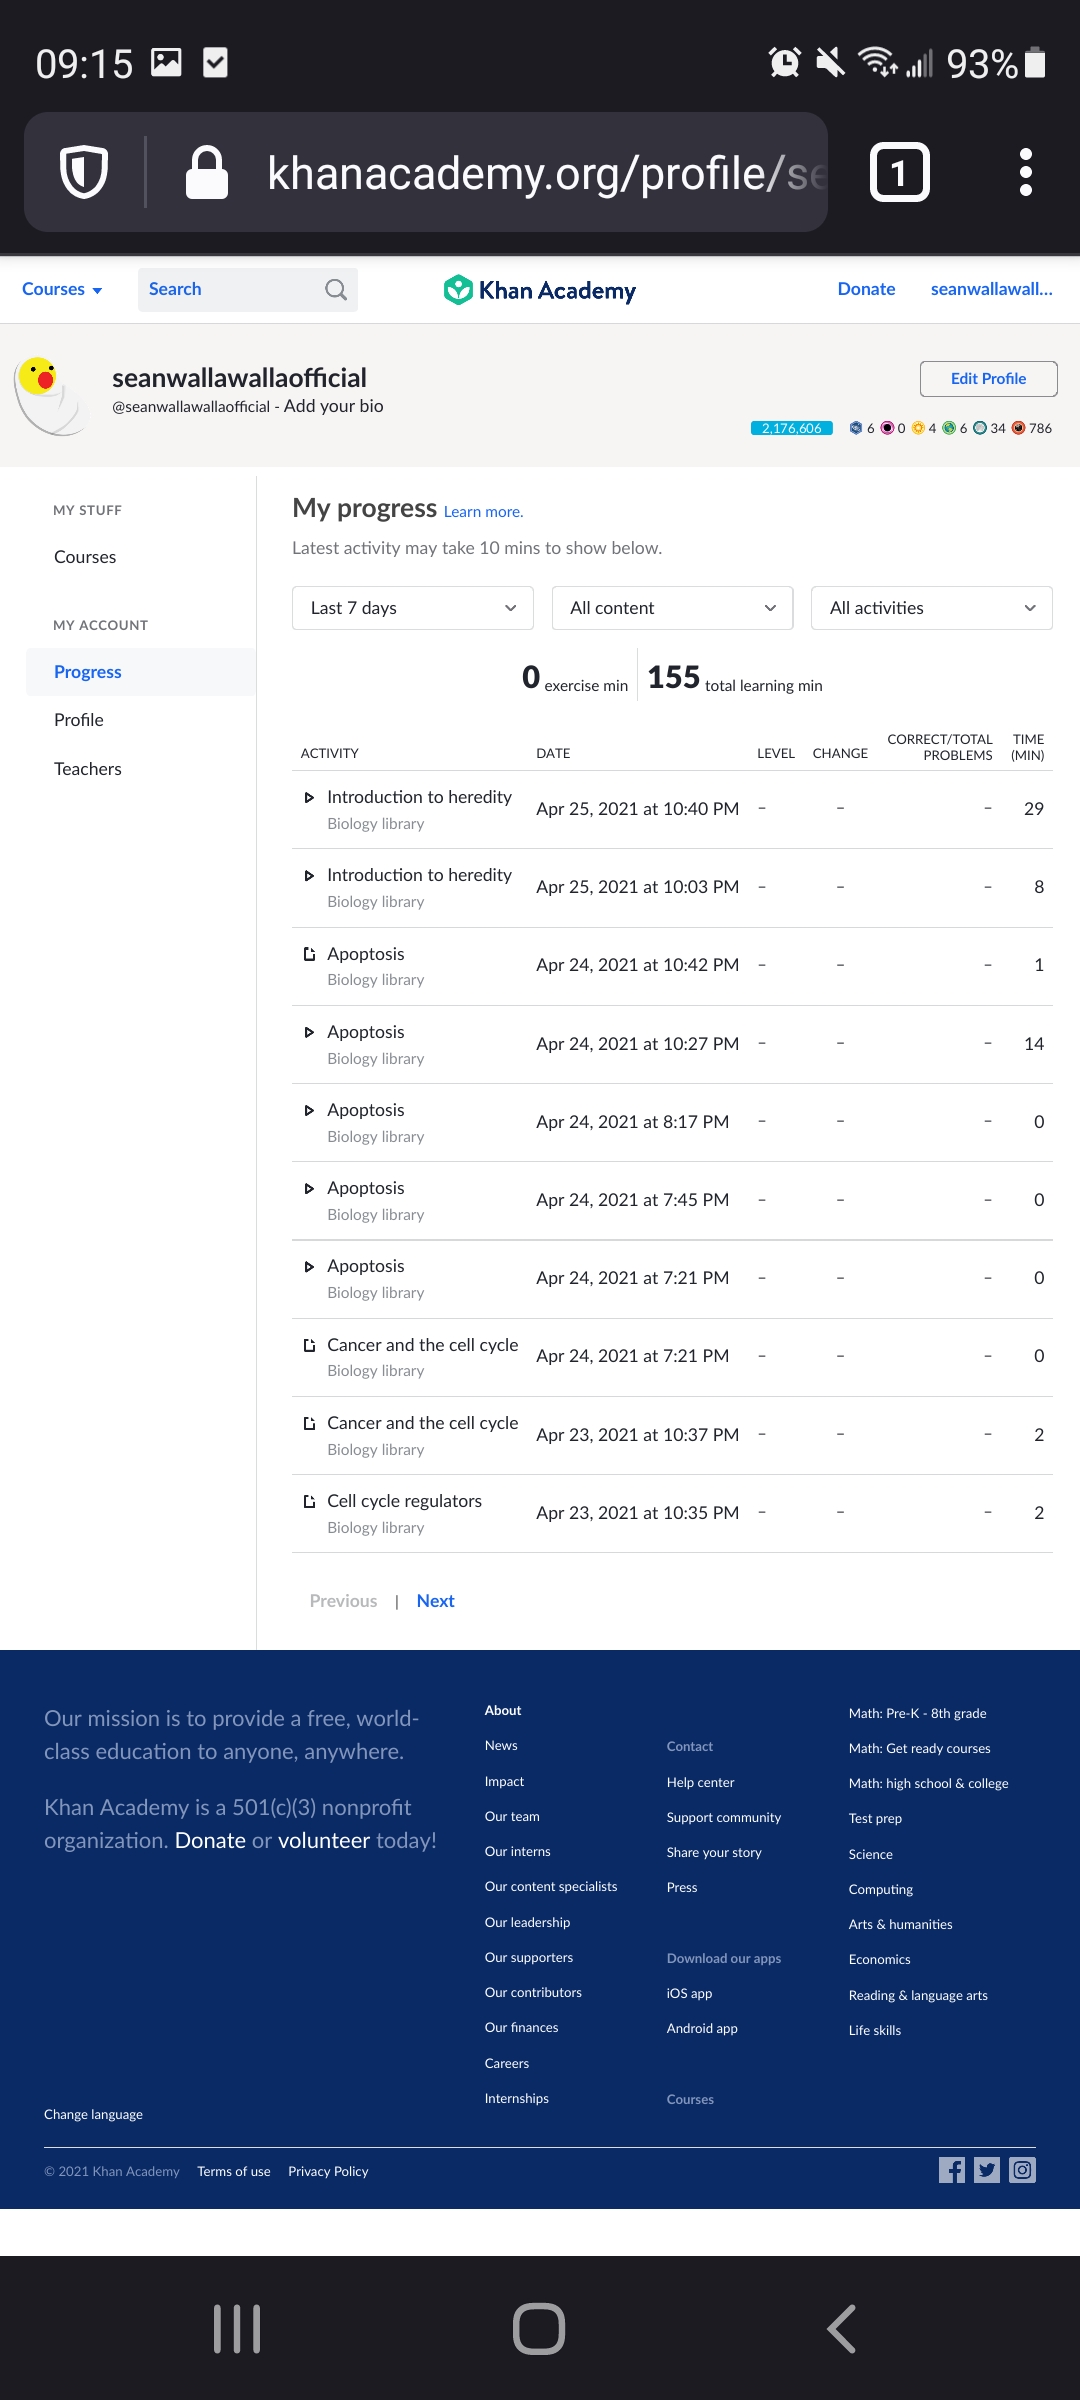 09:15
93%
khanacademy.org/profile/se
1
Courses
Search
Khan Academy
Donate
seanwallawall...
seanwallawallaofficial
@seanwallawallaofficial - Add your bio
Edit Profile
2,176,606 6 0 4 6 34 786
MY STUFF
Courses
MY ACCOUNT
Progress
Profile
Teachers
My progress Learn more.
Latest activity may take 10 mins to show below.
Last 7 days
All content
All activities
0 exercise min
155 total learning min
ACTIVITY DATE LEVEL CHANGE CORRECT/TOTAL PROBLEMS TIME (MIN)
Introduction to heredity
Biology library
Apr 25, 2021 at 10:40 PM – – – 29
Introduction to heredity
Biology library
Apr 25, 2021 at 10:03 PM – – – 8
Apoptosis
Biology library
Apr 24, 2021 at 10:42 PM – – – 1
Apoptosis
Biology library
Apr 24, 2021 at 10:27 PM – – – 14
Apoptosis
Biology library
Apr 24, 2021 at 8:17 PM – – – 0
Apoptosis
Biology library
Apr 24, 2021 at 7:45 PM – – – 0
Apoptosis
Biology library
Apr 24, 2021 at 7:21 PM – – – 0
Cancer and the cell cycle
Biology library
Apr 24, 2021 at 7:21 PM – – – 0
Cancer and the cell cycle
Biology library
Apr 23, 2021 at 10:37 PM – – – 2
Cell cycle regulators
Biology library
Apr 23, 2021 at 10:35 PM – – – 2
Previous | Next
Our mission is to provide a free, world-
class education to anyone, anywhere.
Khan Academy is a 501(c)(3) nonprofit
organization. Donate or volunteer today!
About
News
Impact
Our team
Our interns
Our content specialists
Our leadership
Our supporters
Our contributors
Our finances
Careers
Internships
Contact
Help center
Support community
Share your story
Press
Download our apps
iOS app
Android app
Courses
Math: Pre-K - 8th grade
Math: Get ready courses
Math: high school & college
Test prep
Science
Computing
Arts & humanities
Economics
Reading & language arts
Life skills
Change language
© 2021 Khan Academy Terms of use Privacy Policy